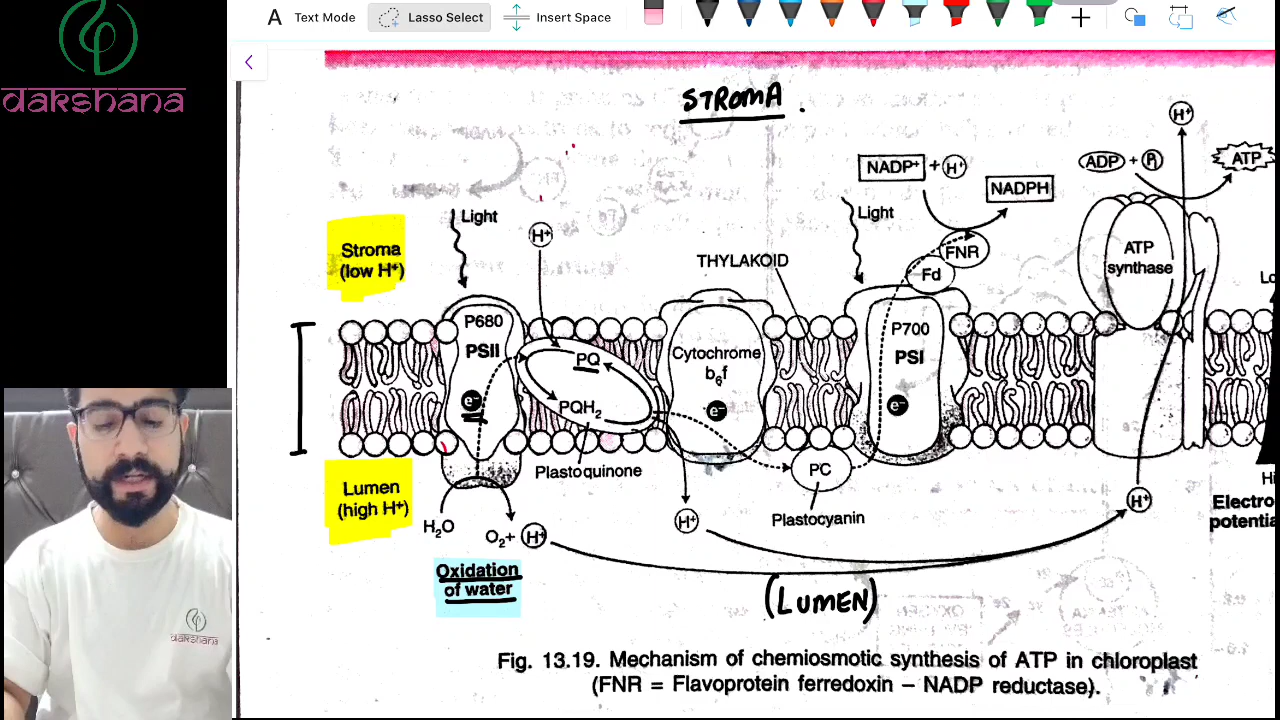 dakshana
A Text Mode Lasso Select Insert Space
STROMA .
NADP⁺ + H⁺
NADPH
H⁺
ADP + Pi
ATP
Light
H⁺
Light
Stroma
(low H⁺)
THYLAKOID
FNR
Fd
ATP
synthase
P680
PSII
PQ
Cytochrome
b₆f
P700
PSI
e⁻
PQH₂
e⁻
e⁻
Plastoquinone
PC
Lumen
(high H⁺)
H₂O
O₂+ H⁺
H⁺
Plastocyanin
H⁺
Electro
potentia
Oxidation
of water
(LUMEN)
dakshana
Fig. 13.19. Mechanism of chemiosmotic synthesis of ATP in chloroplast
(FNR = Flavoprotein ferredoxin – NADP reductase).